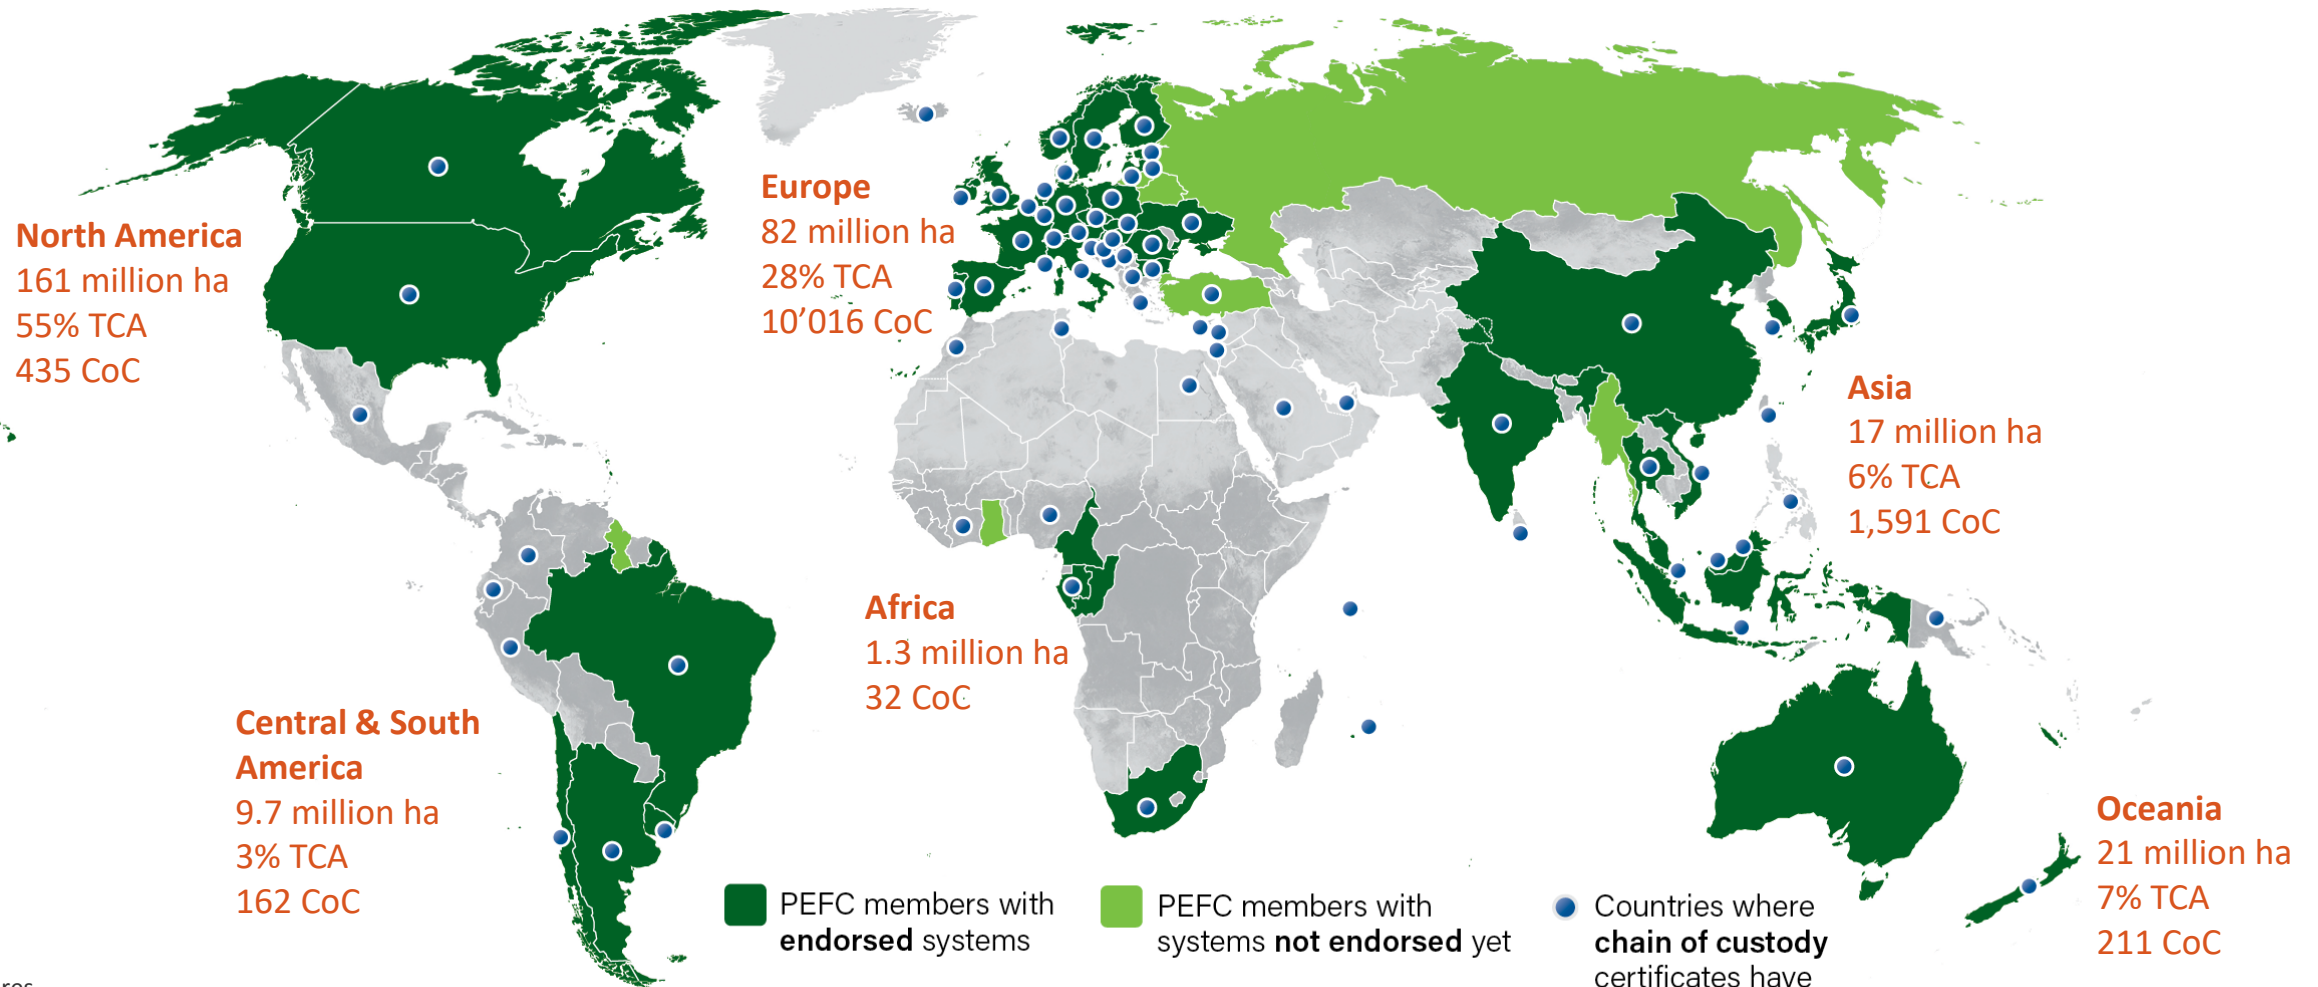 North America
161 million ha
55% TCA
435 CoC
Europe
82 million ha
28% TCA
10’016 CoC
Asia
17 million ha
6% TCA
1,591 CoC
Africa
1.3 million ha
32 CoC
Central & South
America
9.7 million ha
3% TCA
162 CoC
Oceania
21 million ha
7% TCA
211 CoC
PEFC members with
endorsed systems
PEFC members with
systems not endorsed yet
Countries where
chain of custody
certificates have